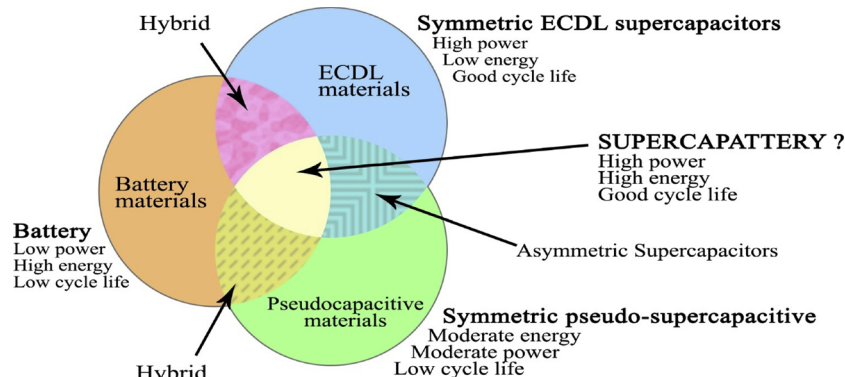 Hybrid
Symmetric ECDL supercapacitors
High power
Low energy
Good cycle life
ECDL
materials
SUPERCAPATTERY ?
High power
High energy
Good cycle life
Battery
materials
Battery
Low power
High energy
Low cycle life
Asymmetric Supercapacitors
Pseudocapacitive
materials
Symmetric pseudo-supercapacitive
Moderate energy
Moderate power
Low cycle life
Hybrid